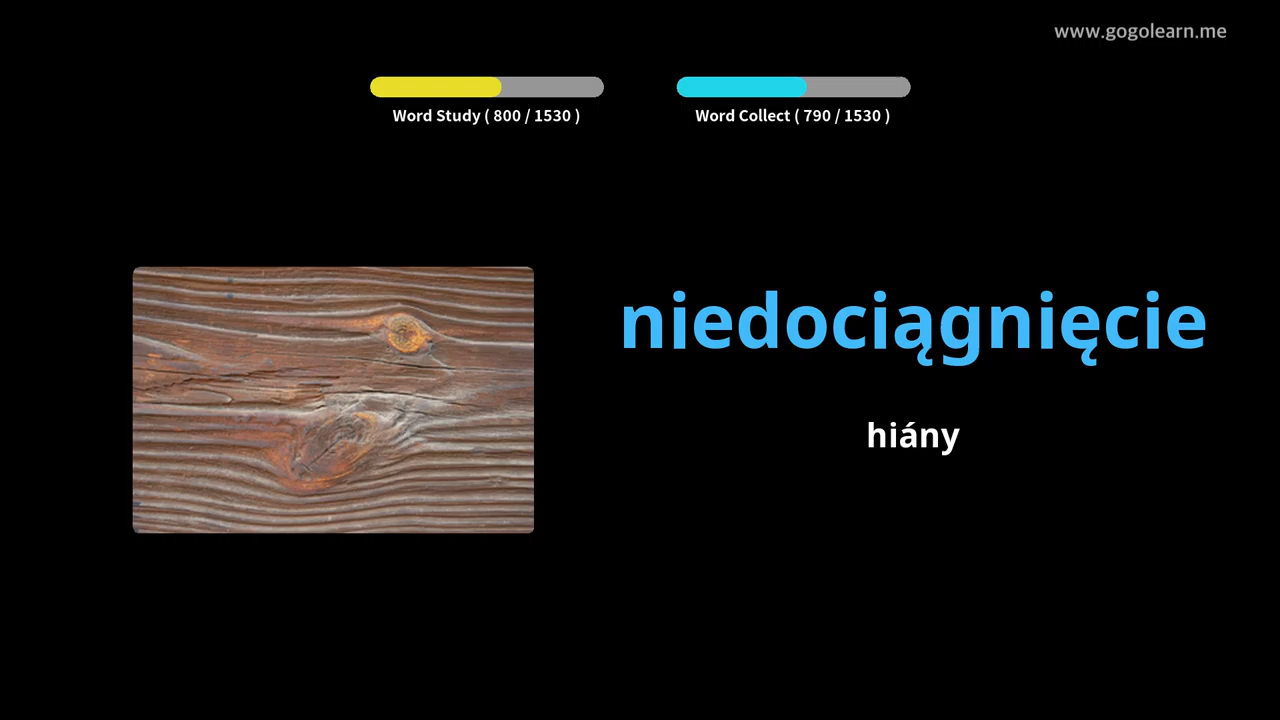 www.gogolearn.me
Word Study ( 800 / 1530 )
Word Collect ( 790 / 1530 )
niedociągnięcie
hiány